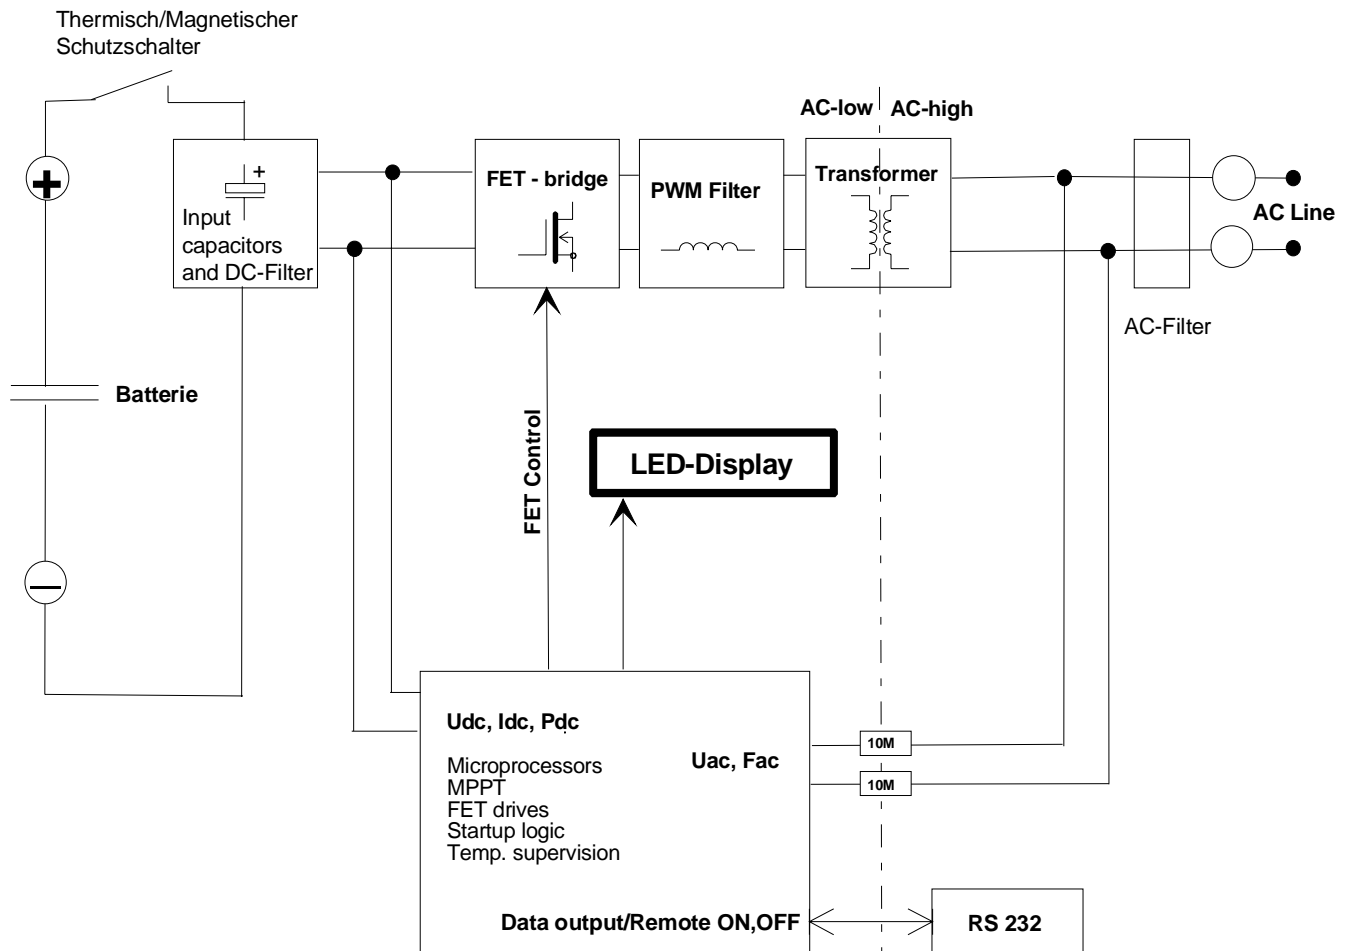 Thermisch/Magnetischer
Schutzschalter
AC-low
AC-high
+
Input
capacitors
and DC-Filter
FET - bridge
PWM Filter
Transformer
AC Line
AC-Filter
+
Batterie
−
FET Control
LED-Display
Udc, Idc, Pdc
Microprocessors
MPPT
FET drives
Startup logic
Temp. supervision
Uac, Fac
10M
10M
Data output/Remote ON,OFF
RS 232